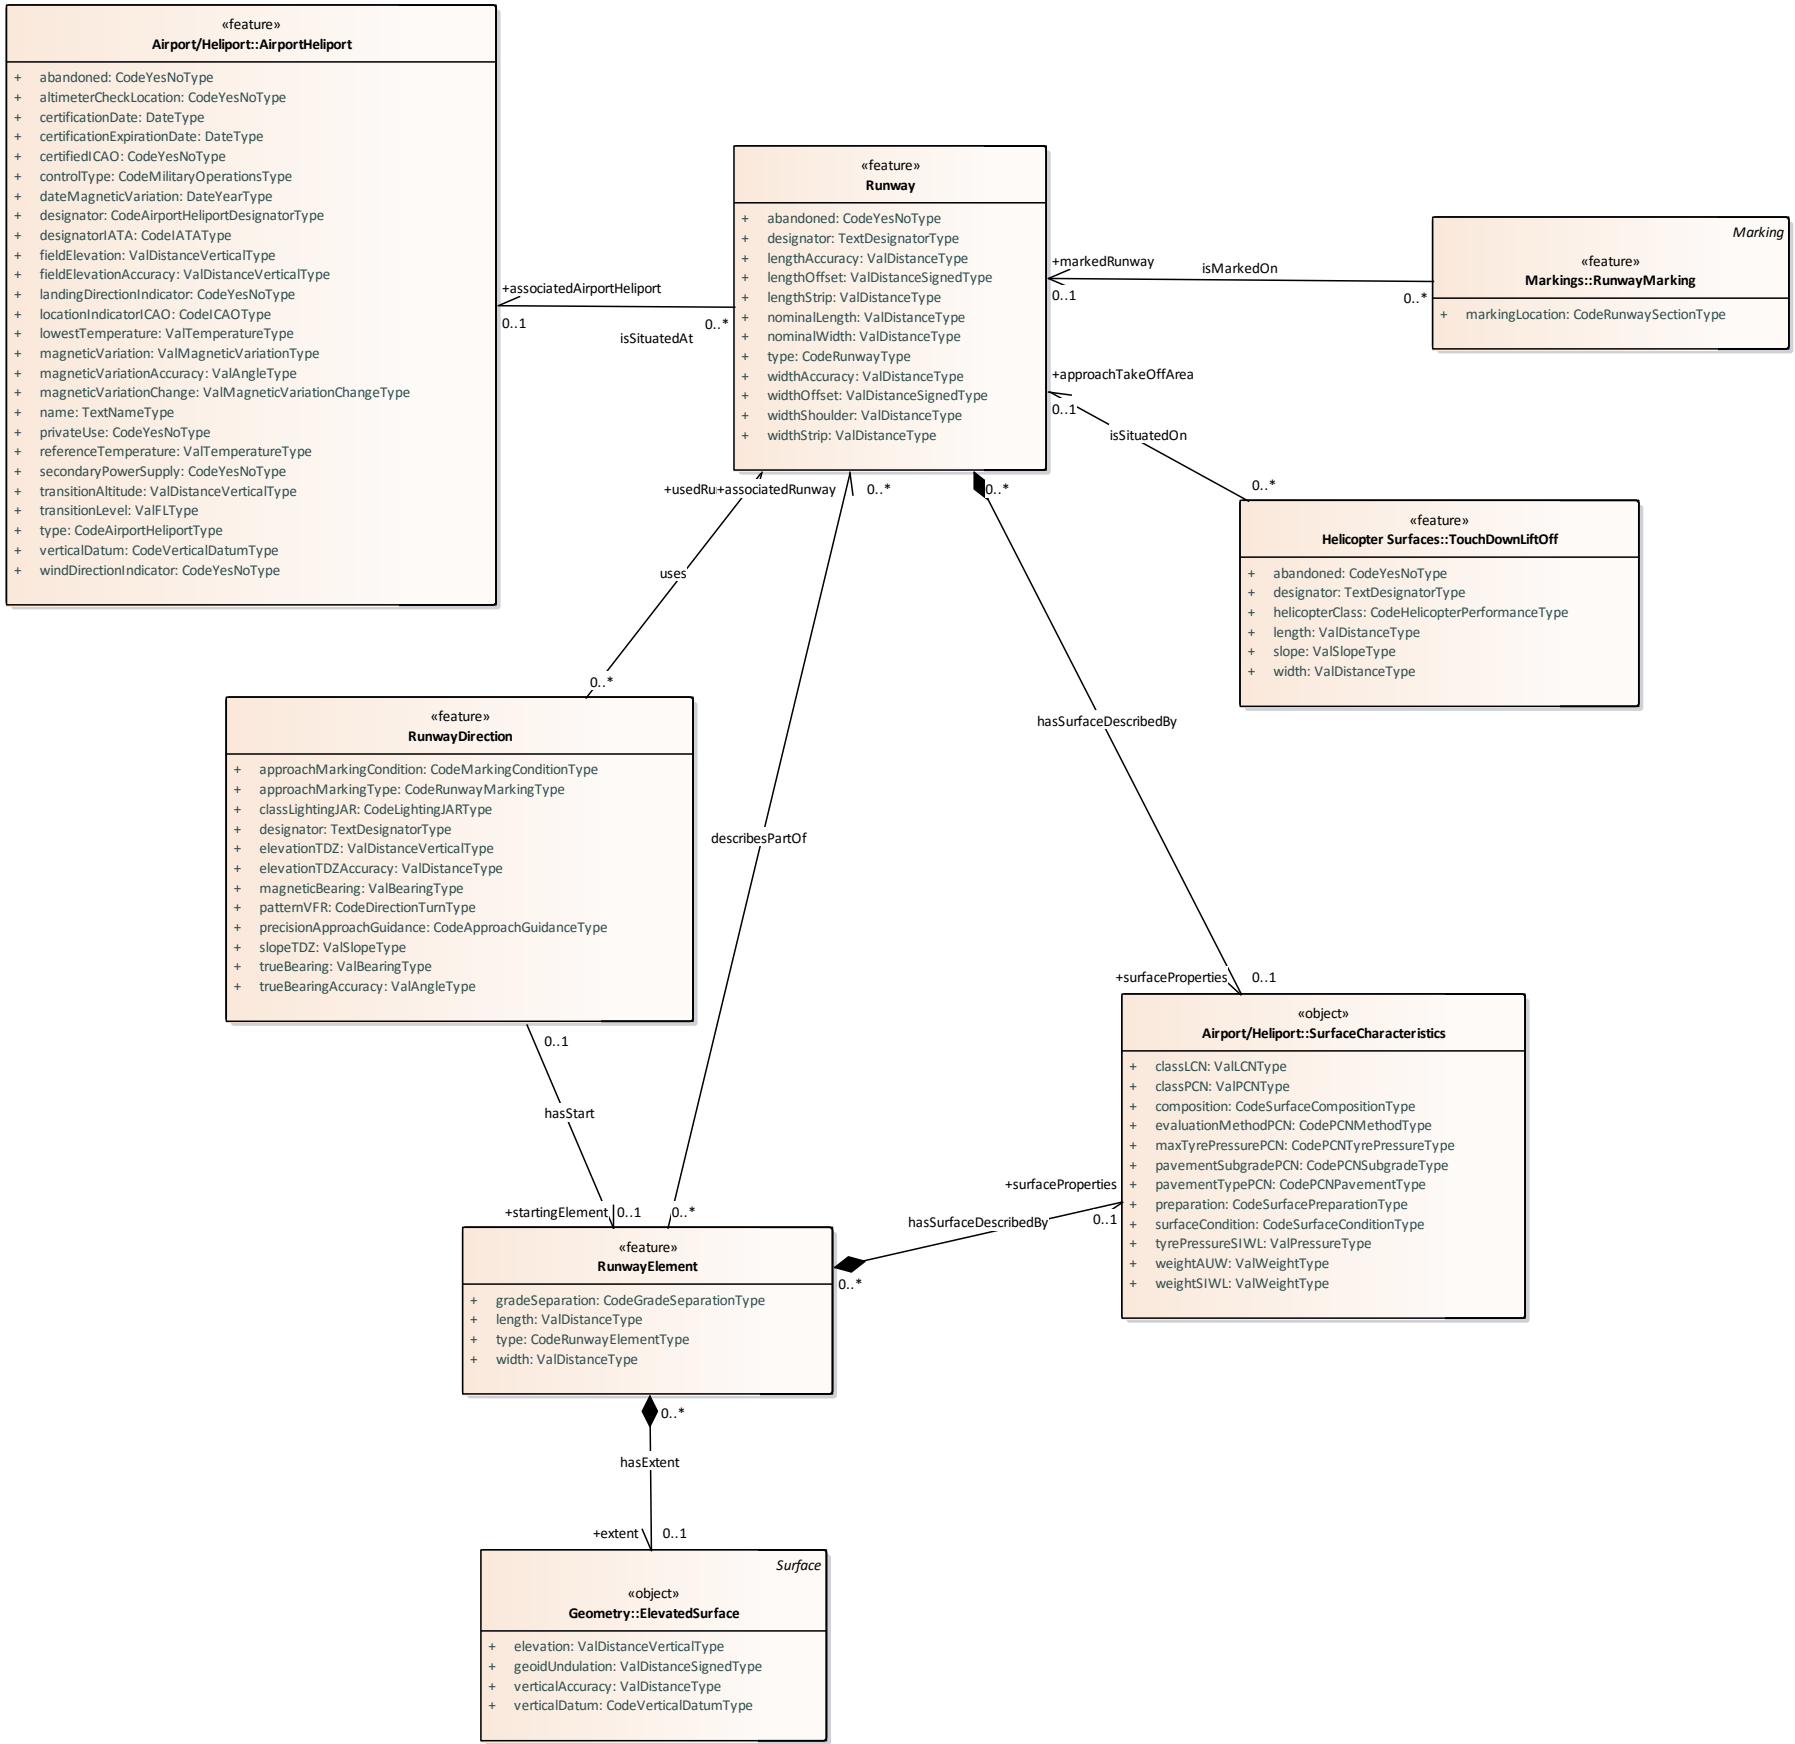 «feature»
Airport/Heliport::AirportHeliport
+ abandoned: CodeYesNoType
+ altimeterCheckLocation: CodeYesNoType
+ certificationDate: DateType
+ certificationExpirationDate: DateType
+ certifiedICAO: CodeYesNoType
+ controlType: CodeMilitaryOperationsType
+ dateMagneticVariation: DateYearType
+ designator: CodeAirportHeliportDesignatorType
+ designatorIATA: CodeIATAType
+ fieldElevation: ValDistanceVerticalType
+ fieldElevationAccuracy: ValDistanceVerticalType
+ landingDirectionIndicator: CodeYesNoType
+ locationIndicatorICAO: CodeICAOType
+ lowestTemperature: ValTemperatureType
+ magneticVariation: ValMagneticVariationType
+ magneticVariationAccuracy: ValAngleType
+ magneticVariationChange: ValMagneticVariationChangeType
+ name: TextNameType
+ privateUse: CodeYesNoType
+ referenceTemperature: ValTemperatureType
+ secondaryPowerSupply: CodeYesNoType
+ transitionAltitude: ValDistanceVerticalType
+ transitionLevel: ValFLType
+ type: CodeAirportHeliportType
+ verticalDatum: CodeVerticalDatumType
+ windDirectionIndicator: CodeYesNoType
+associatedAirportHeliport
0..1
0..*
isSituatedAt
«feature»
Runway
+ abandoned: CodeYesNoType
+ designator: TextDesignatorType
+ lengthAccuracy: ValDistanceType
+ lengthOffset: ValDistanceSignedType
+ lengthStrip: ValDistanceType
+ nominalLength: ValDistanceType
+ nominalWidth: ValDistanceType
+ type: CodeRunwayType
+ widthAccuracy: ValDistanceType
+ widthOffset: ValDistanceSignedType
+ widthShoulder: ValDistanceType
+ widthStrip: ValDistanceType
+markedRunway
isMarkedOn
0..1
0..*
Marking
«feature»
Markings::RunwayMarking
+ markingLocation: CodeRunwaySectionType
+approachTakeOffArea
0..1
isSituatedOn
0..*
«feature»
Helicopter Surfaces::TouchDownLiftOff
+ abandoned: CodeYesNoType
+ designator: TextDesignatorType
+ helicopterClass: CodeHelicopterPerformanceType
+ length: ValDistanceType
+ slope: ValSlopeType
+ width: ValDistanceType
+usedRu+associatedRunway
0..*
0..*
uses
0..*
«feature»
RunwayDirection
+ approachMarkingCondition: CodeMarkingConditionType
+ approachMarkingType: CodeRunwayMarkingType
+ classLightingJAR: CodeLightingJARType
+ designator: TextDesignatorType
+ elevationTDZ: ValDistanceVerticalType
+ elevationTDZAccuracy: ValDistanceType
+ magneticBearing: ValBearingType
+ patternVFR: CodeDirectionTurnType
+ precisionApproachGuidance: CodeApproachGuidanceType
+ slopeTDZ: ValSlopeType
+ trueBearing: ValBearingType
+ trueBearingAccuracy: ValAngleType
describesPartOf
hasSurfaceDescribedBy
+surfaceProperties
0..1
«object»
Airport/Heliport::SurfaceCharacteristics
+ classLCN: ValLCNType
+ classPCN: ValPCNType
+ composition: CodeSurfaceCompositionType
+ evaluationMethodPCN: CodePCNMethodType
+ maxTyrePressurePCN: CodePCNTyrePressureType
+ pavementSubgradePCN: CodePCNSubgradeType
+ pavementTypePCN: CodePCNPavementType
+ preparation: CodeSurfacePreparationType
+ surfaceCondition: CodeSurfaceConditionType
+ tyrePressureSIWL: ValPressureType
+ weightAUW: ValWeightType
+ weightSIWL: ValWeightType
0..1
hasStart
+startingElement
0..1
0..*
+surfaceProperties
0..1
hasSurfaceDescribedBy
0..*
«feature»
RunwayElement
+ gradeSeparation: CodeGradeSeparationType
+ length: ValDistanceType
+ type: CodeRunwayElementType
+ width: ValDistanceType
0..*
hasExtent
+extent
0..1
Surface
«object»
Geometry::ElevatedSurface
+ elevation: ValDistanceVerticalType
+ geoidUndulation: ValDistanceSignedType
+ verticalAccuracy: ValDistanceType
+ verticalDatum: CodeVerticalDatumType